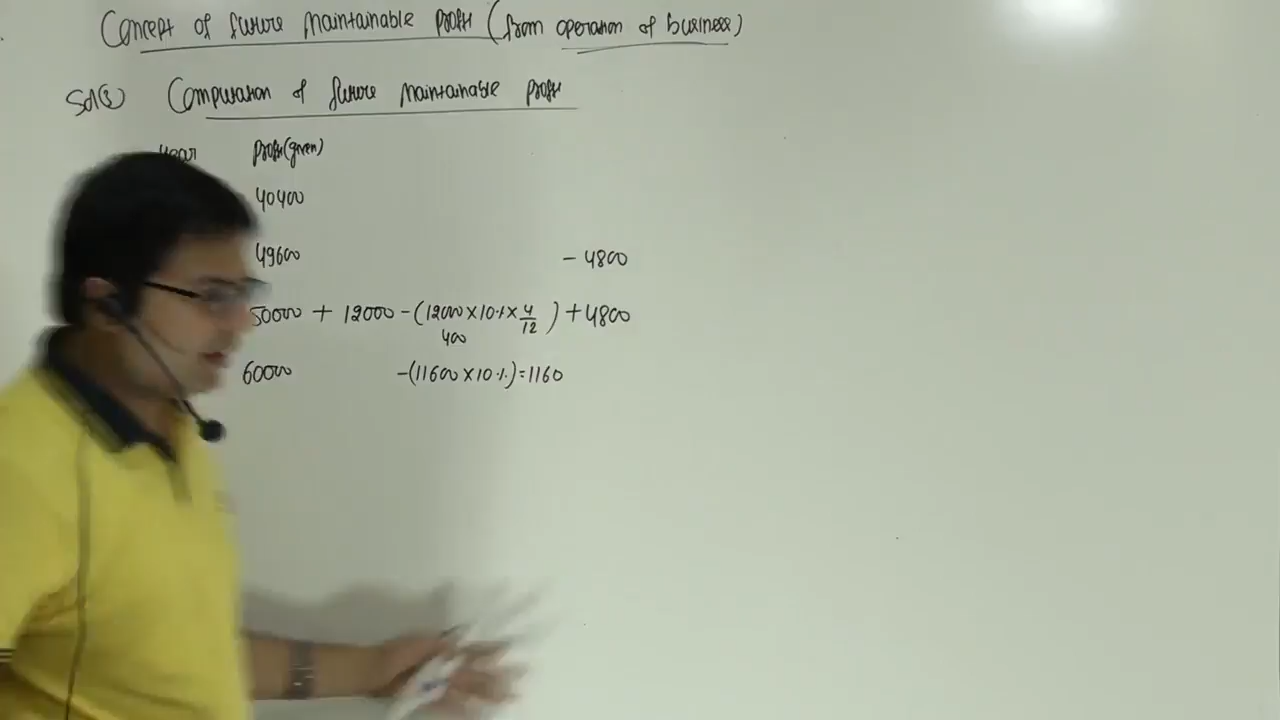 Concept of future maintainable profit (from operation of business)
Sol(3) Computation of future maintainable profit
Year profit(given)
40400
49600 - 4800
50000 + 12000 - (12000 × 10% × 4/12) + 4800
400
60000 -(11600 × 10%) = 1160